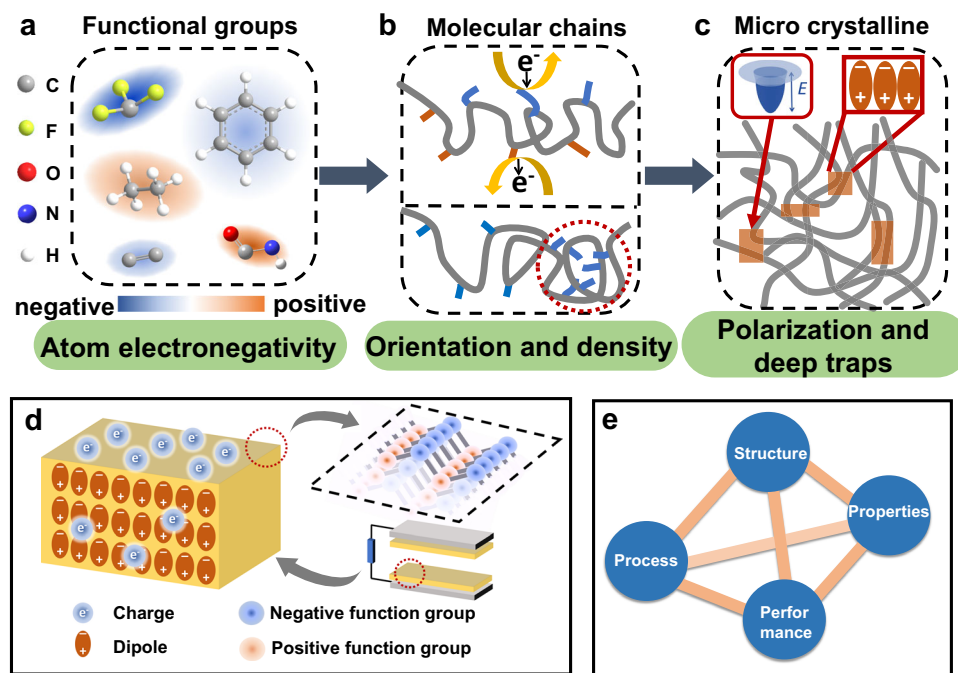 a
Functional groups
C
F
O
N
H
negative
positive
Atom electronegativity
b
Molecular chains
e-
e-
Orientation and density
c
Micro crystalline
E
− − −
+ + +
Polarization and
deep traps
d
e- e- e- e- e- e- e-
− − − − − − − −
+ + + + + + + +
− − − − − − − −
+ + + + + + + +
− − − − − − − −
+ + + + + + + +
e- e- e-
e- Charge
− + Dipole
Negative function group
Positive function group
e
Structure
Properties
Process
Perfor
mance